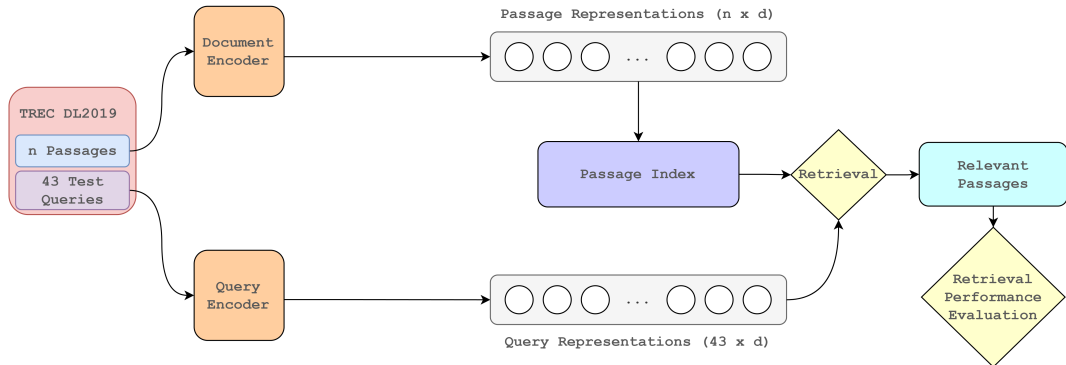 Passage Representations (n x d)
Document
Encoder
...
TREC DL2019
n Passages
43 Test
Queries
Passage Index
Retrieval
Relevant
Passages
Query
Encoder
...
Retrieval
Performance
Evaluation
Query Representations (43 x d)